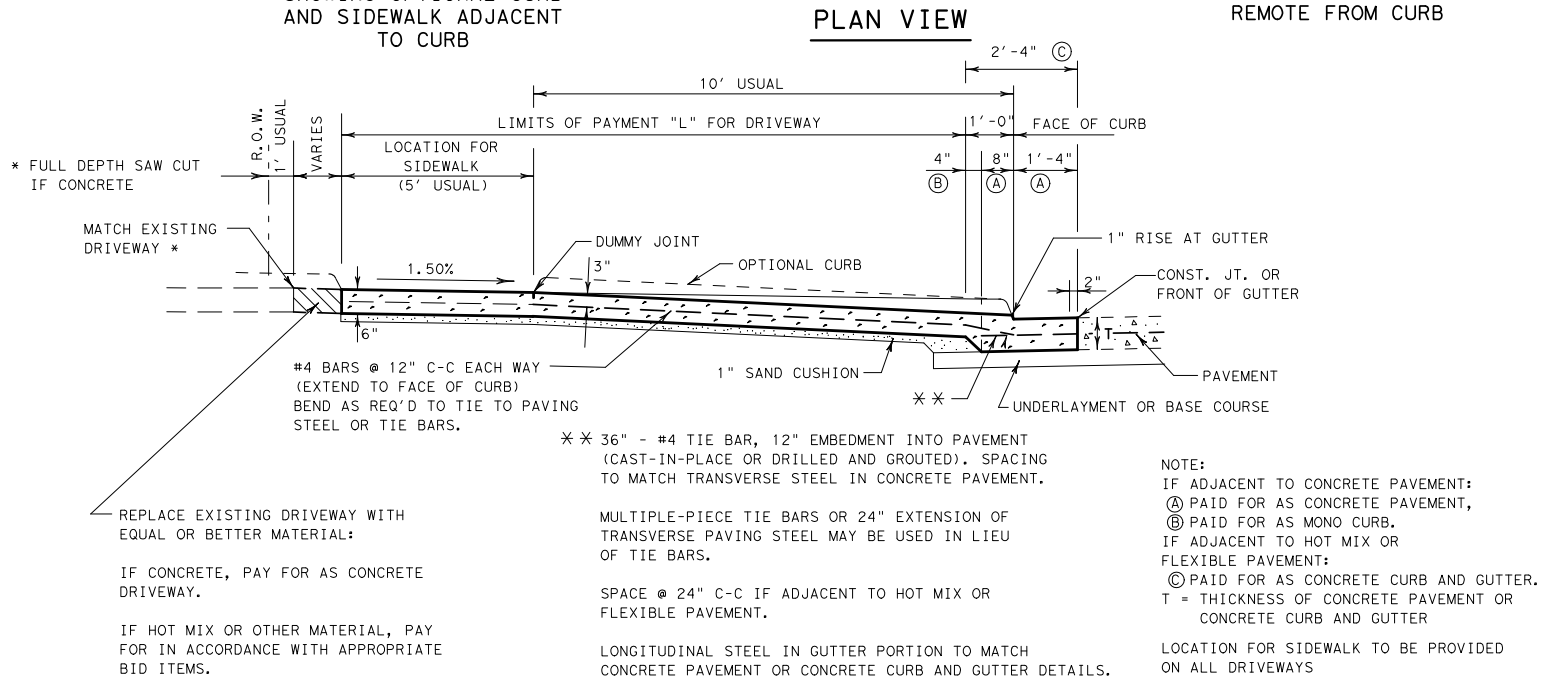 AND SIDEWALK ADJACENT
TO CURB
PLAN VIEW
REMOTE FROM CURB
2'-4" Ⓒ
10' USUAL
R.O.W.
1' USUAL
VARIES
LIMITS OF PAYMENT "L" FOR DRIVEWAY
1'-0"
FACE OF CURB
LOCATION FOR
SIDEWALK
(5' USUAL)
4"
Ⓑ
8"
Ⓐ
1'-4"
Ⓐ
* FULL DEPTH SAW CUT
IF CONCRETE
MATCH EXISTING
DRIVEWAY *
1.50%
DUMMY JOINT
3"
OPTIONAL CURB
1" RISE AT GUTTER
2"
CONST. JT. OR
FRONT OF GUTTER
6"
T
#4 BARS @ 12" C-C EACH WAY
(EXTEND TO FACE OF CURB)
BEND AS REQ'D TO TIE TO PAVING
STEEL OR TIE BARS.
1" SAND CUSHION
PAVEMENT
* *
UNDERLAYMENT OR BASE COURSE
* * 36" - #4 TIE BAR, 12" EMBEDMENT INTO PAVEMENT
(CAST-IN-PLACE OR DRILLED AND GROUTED). SPACING
TO MATCH TRANSVERSE STEEL IN CONCRETE PAVEMENT.
MULTIPLE-PIECE TIE BARS OR 24" EXTENSION OF
TRANSVERSE PAVING STEEL MAY BE USED IN LIEU
OF TIE BARS.
SPACE @ 24" C-C IF ADJACENT TO HOT MIX OR
FLEXIBLE PAVEMENT.
LONGITUDINAL STEEL IN GUTTER PORTION TO MATCH
CONCRETE PAVEMENT OR CONCRETE CURB AND GUTTER DETAILS.
REPLACE EXISTING DRIVEWAY WITH
EQUAL OR BETTER MATERIAL:
IF CONCRETE, PAY FOR AS CONCRETE
DRIVEWAY.
IF HOT MIX OR OTHER MATERIAL, PAY
FOR IN ACCORDANCE WITH APPROPRIATE
BID ITEMS.
NOTE:
IF ADJACENT TO CONCRETE PAVEMENT:
Ⓐ PAID FOR AS CONCRETE PAVEMENT,
Ⓑ PAID FOR AS MONO CURB.
IF ADJACENT TO HOT MIX OR
FLEXIBLE PAVEMENT:
Ⓒ PAID FOR AS CONCRETE CURB AND GUTTER.
T = THICKNESS OF CONCRETE PAVEMENT OR
CONCRETE CURB AND GUTTER
LOCATION FOR SIDEWALK TO BE PROVIDED
ON ALL DRIVEWAYS